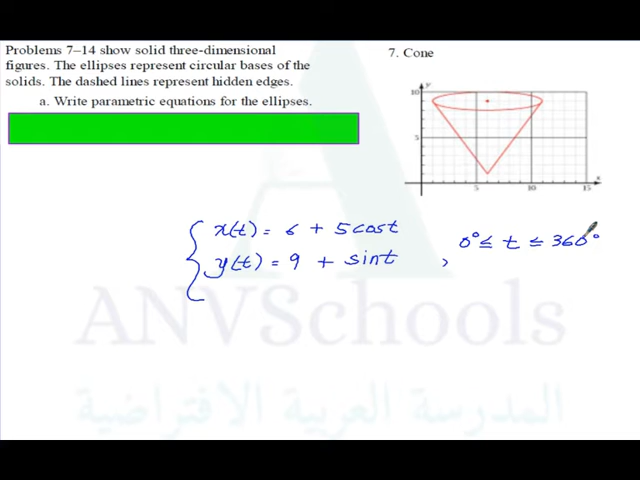 Problems 7–14 show solid three-dimensional
figures. The ellipses represent circular bases of the
solids. The dashed lines represent hidden edges.
a. Write parametric equations for the ellipses.
7. Cone
y
10
5
5
10
15
x
x(t) = 6 + 5cost
y(t) = 9 + sint , 0° ≤ t ≤ 360°
ANVSchools
المدرسة العربية الافتراضية